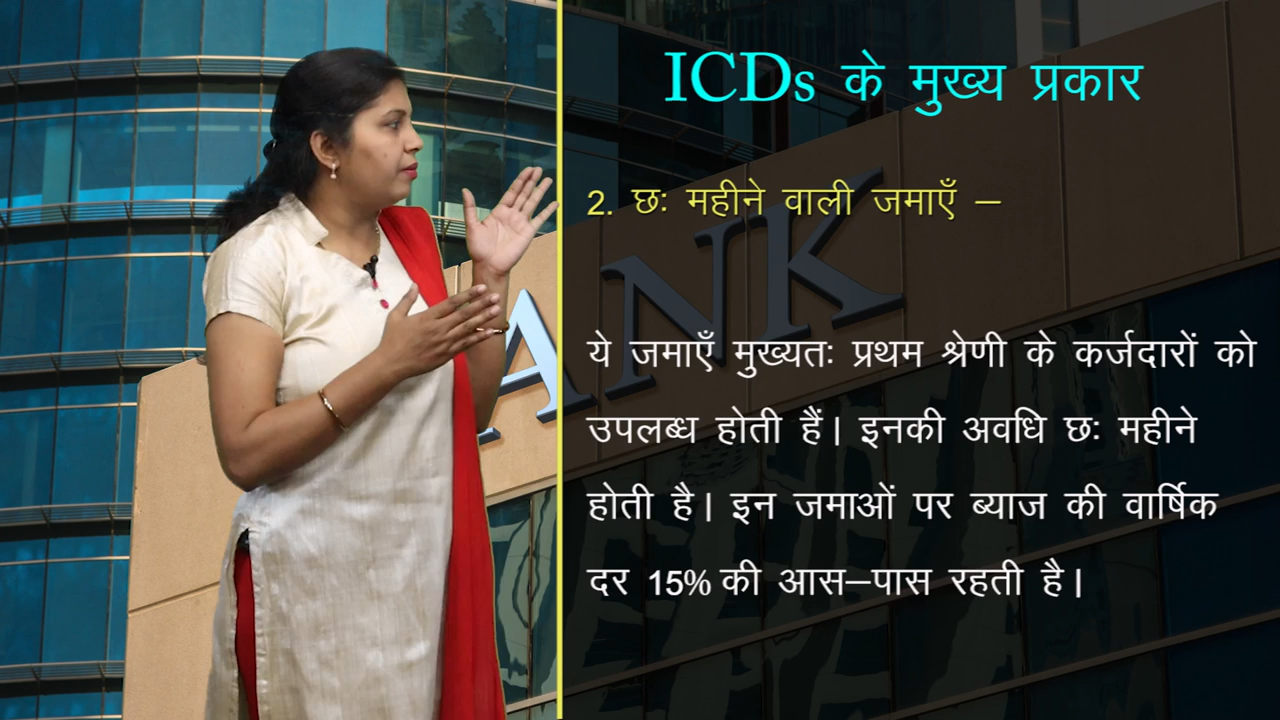 ICDs के मुख्य प्रकार
2. छः महीने वाली जमाएँ –
ANK
ये जमाएँ मुख्यतः प्रथम श्रेणी के कर्जदारों को
उपलब्ध होती हैं। इनकी अवधि छः महीने
होती है। इन जमाओं पर ब्याज की वार्षिक
दर 15% की आस–पास रहती है।